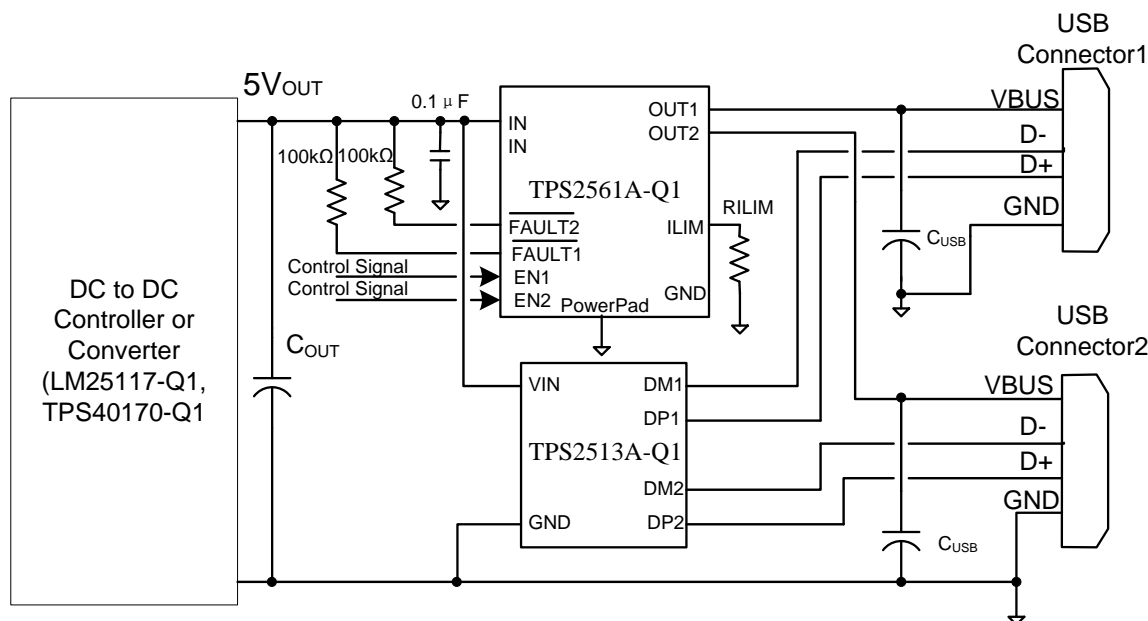 USB
Connector1
5VOUT
0.1 μF
100kΩ
100kΩ
IN
IN
OUT1
OUT2
VBUS
D-
D+
GND
TPS2561A-Q1
RILIM
FAULT2
ILIM
FAULT1
Control Signal
EN1
Control Signal
EN2
GND
PowerPad
CUSB
DC to DC
Controller or
Converter
(LM25117-Q1,
TPS40170-Q1
COUT
USB
Connector2
VIN
DM1
DP1
TPS2513A-Q1
DM2
GND
DP2
VBUS
D-
D+
GND
CUSB